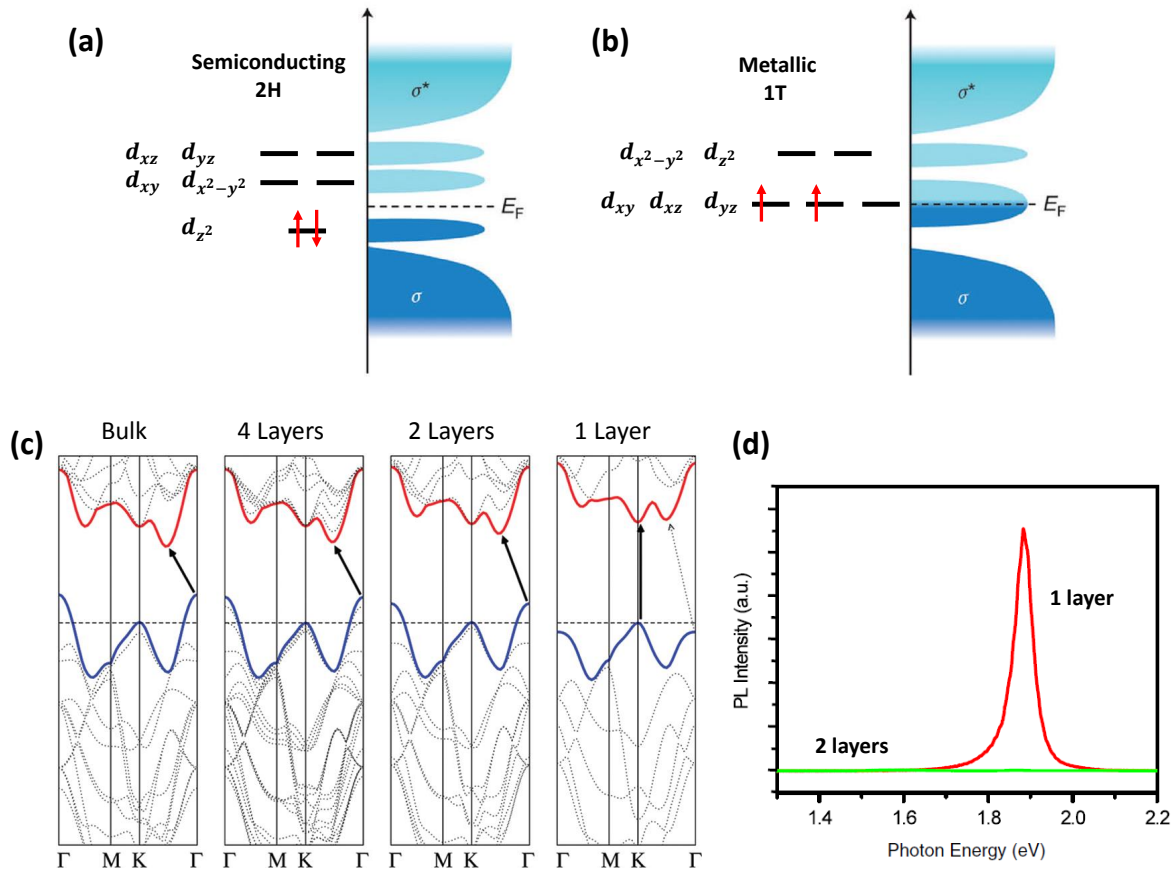 (a)
Semiconducting
2H
σ*
d_xz d_yz
d_xy d_x²−y²
E_F
d_z²
σ
(b)
Metallic
1T
σ*
d_x²−y² d_z²
d_xy d_xz d_yz
E_F
σ
(c)
Bulk
4 Layers
2 Layers
1 Layer
Γ M K Γ
Γ M K Γ
Γ M K Γ
Γ M K Γ
(d)
PL Intensity (a.u.)
1 layer
2 layers
1.4 1.6 1.8 2.0 2.2
Photon Energy (eV)